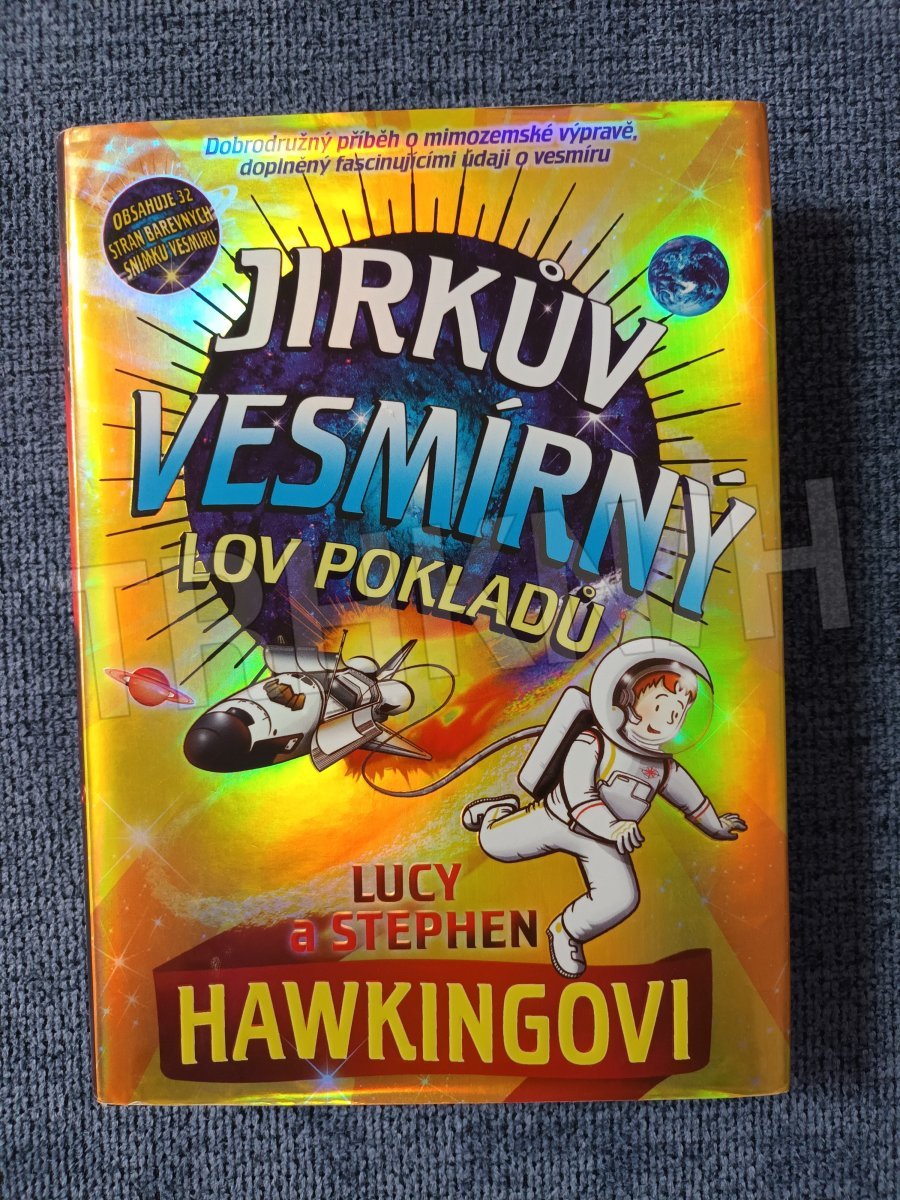 Dobrodružný příběh o mimozemské výpravě,
doplněný fascinujícími údaji o vesmíru
OBSAHUJE 32
STRAN BAREVNÝCH
SNÍMKŮ VESMÍRU
JIRKŮV
VESMÍRNÝ
LOV POKLADŮ
LUCY
a STEPHEN
HAWKINGOVI